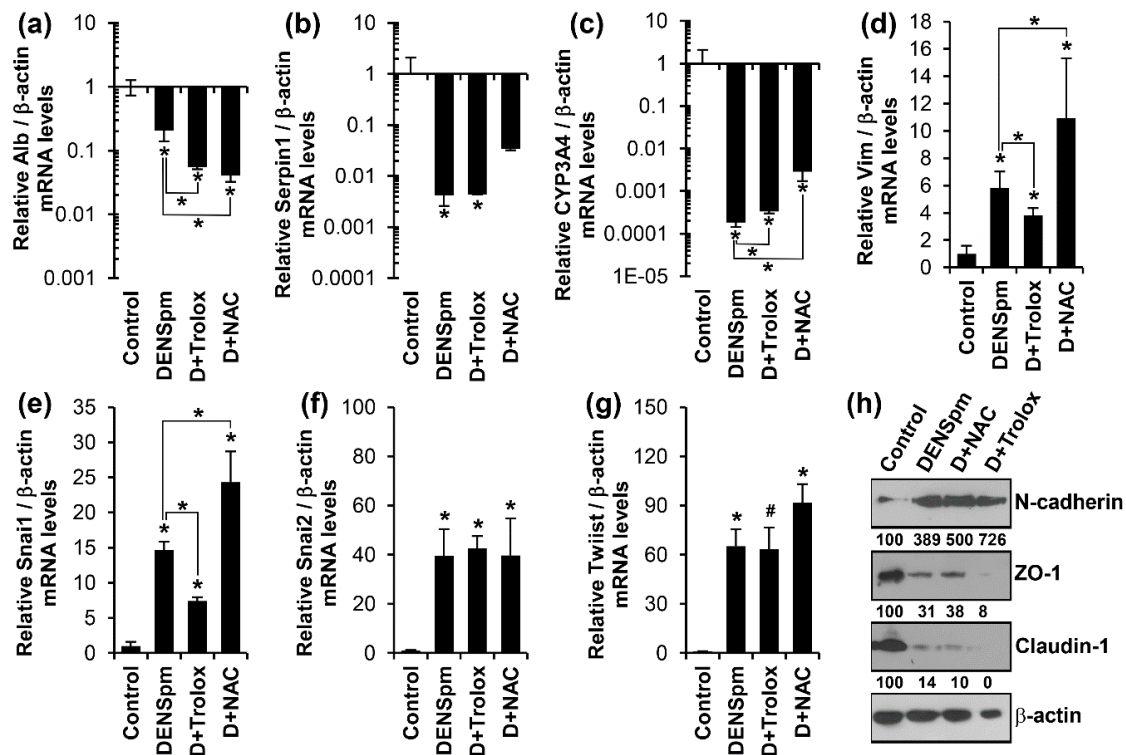 (a)
Relative Alb / β-actin
mRNA levels
10
1
0.1
0.01
0.001
*
*
*
*
*
Control
DENSpm
D+Trolox
D+NAC
(b)
Relative Serpin1 / β-actin
mRNA levels
10
1
0.1
0.01
0.001
0.0001
*
*
Control
DENSpm
D+Trolox
D+NAC
(c)
Relative CYP3A4 / β-actin
mRNA levels
10
1
0.1
0.01
0.001
0.0001
1E-05
*
*
*
*
*
Control
DENSpm
D+Trolox
D+NAC
(d)
Relative Vim / β-actin
mRNA levels
18
16
14
12
10
8
6
4
2
0
*
*
*
*
*
Control
DENSpm
D+Trolox
D+NAC
(e)
Relative Snai1 / β-actin
mRNA levels
35
30
25
20
15
10
5
0
*
*
*
*
*
Control
DENSpm
D+Trolox
D+NAC
(f)
Relative Snai2 / β-actin
mRNA levels
100
80
60
40
20
0
*
*
*
Control
DENSpm
D+Trolox
D+NAC
(g)
Relative Twiist / β-actin
mRNA levels
150
120
90
60
30
0
*
#
*
Control
DENSpm
D+Trolox
D+NAC
(h)
Control
DENSpm
D+NAC
D+Trolox
N-cadherin
100 389 500 726
ZO-1
100 31 38 8
Claudin-1
100 14 10 0
β-actin